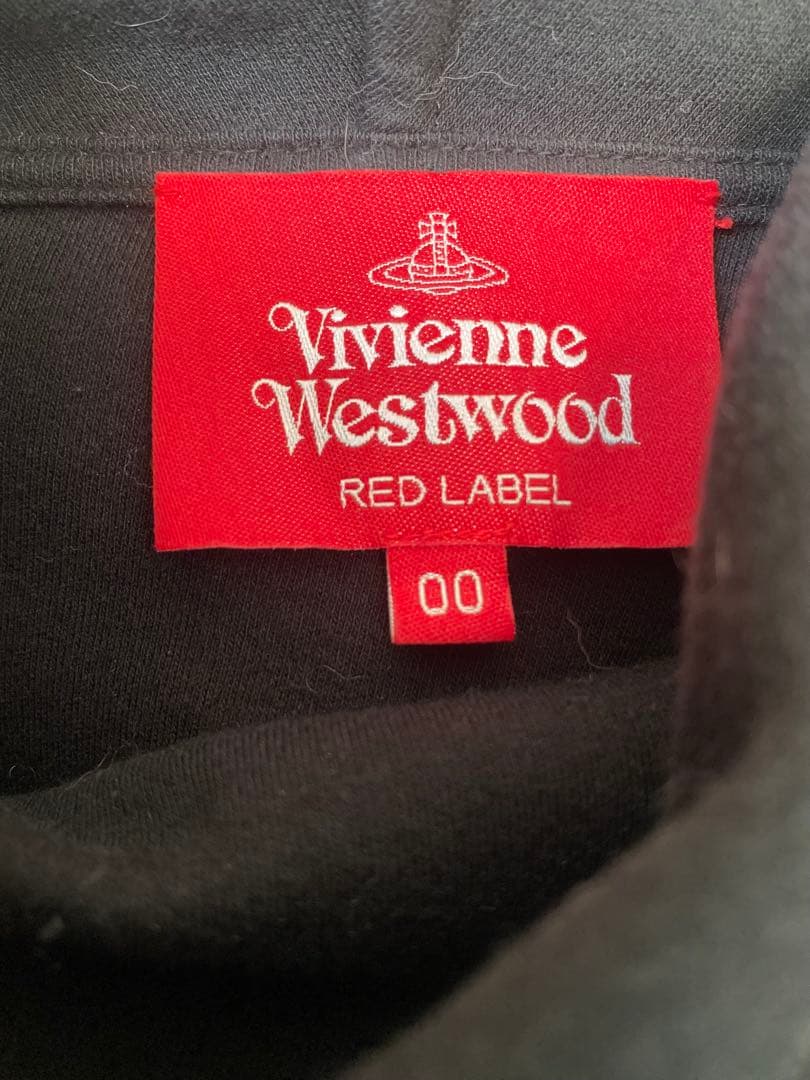 Vivienne
Westwood
RED LABEL
00